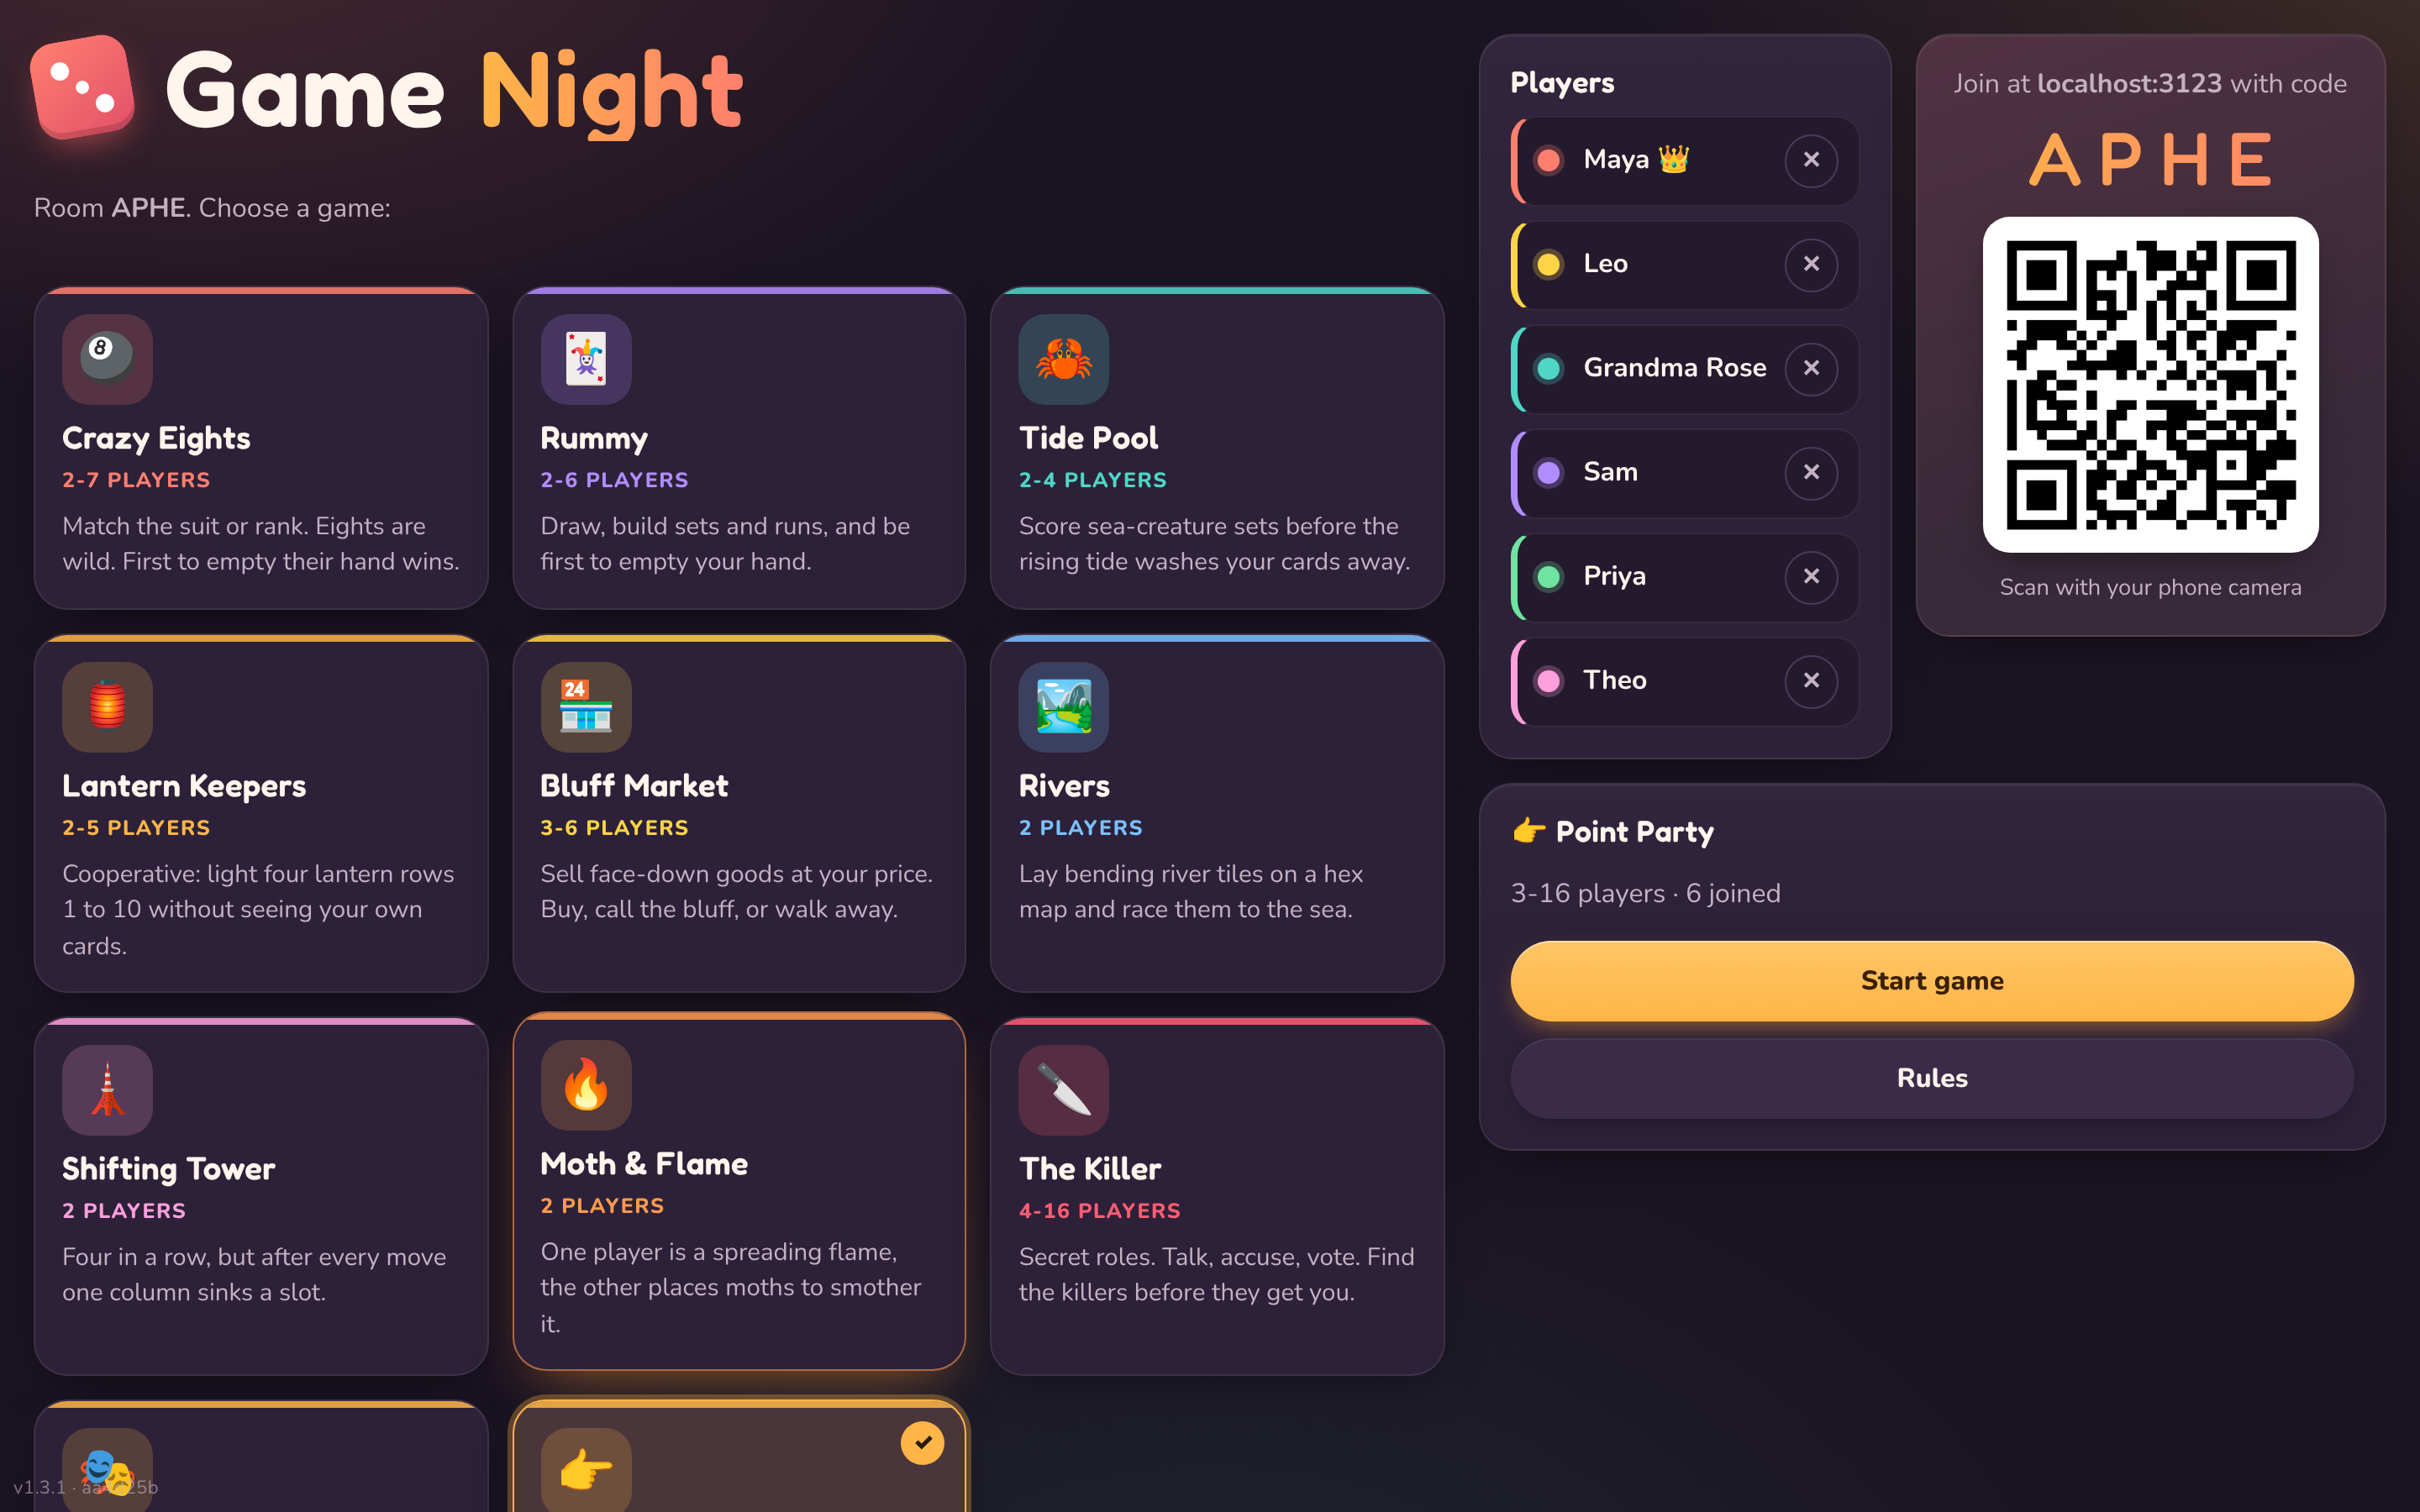 Game Night
Room APHE. Choose a game:
Crazy Eights
2-7 PLAYERS
Match the suit or rank. Eights are
wild. First to empty their hand wins.
Rummy
2-6 PLAYERS
Draw, build sets and runs, and be
first to empty your hand.
Tide Pool
2-4 PLAYERS
Score sea-creature sets before the
rising tide washes your cards away.
Lantern Keepers
2-5 PLAYERS
Cooperative: light four lantern rows
1 to 10 without seeing your own
cards.
Bluff Market
3-6 PLAYERS
Sell face-down goods at your price.
Buy, call the bluff, or walk away.
Rivers
2 PLAYERS
Lay bending river tiles on a hex
map and race them to the sea.
Shifting Tower
2 PLAYERS
Four in a row, but after every move
one column sinks a slot.
Moth & Flame
2 PLAYERS
One player is a spreading flame,
the other places moths to smother
it.
The Killer
4-16 PLAYERS
Secret roles. Talk, accuse, vote. Find
the killers before they get you.
v1.3.1 ·
Players
Maya
Leo
Grandma Rose
Sam
Priya
Theo
Join at localhost:3123 with code
APHE
Scan with your phone camera
Point Party
3-16 players · 6 joined
Start game
Rules